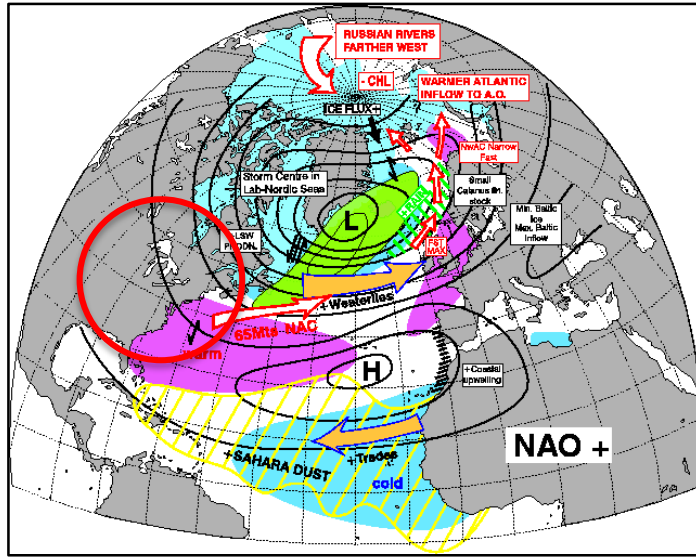 RUSSIAN RIVERS
FARTHER WEST
- CHL
WARMER ATLANTIC
INFLOW TO A.O.
ICE FLUX+
NwAC Narrow
Fast
Storm Centre in
Lab-Nordic Seas
Small
Calanus fin.
stock
Min. Baltic
Ice
Max. Baltic
Inflow
L
+LSW
PRODN.
FST
MAX
+Westerlies
65Mts NAC
warm
H
+Coastal
upwelling
NAO +
+Trades
+SAHARA DUST
cold